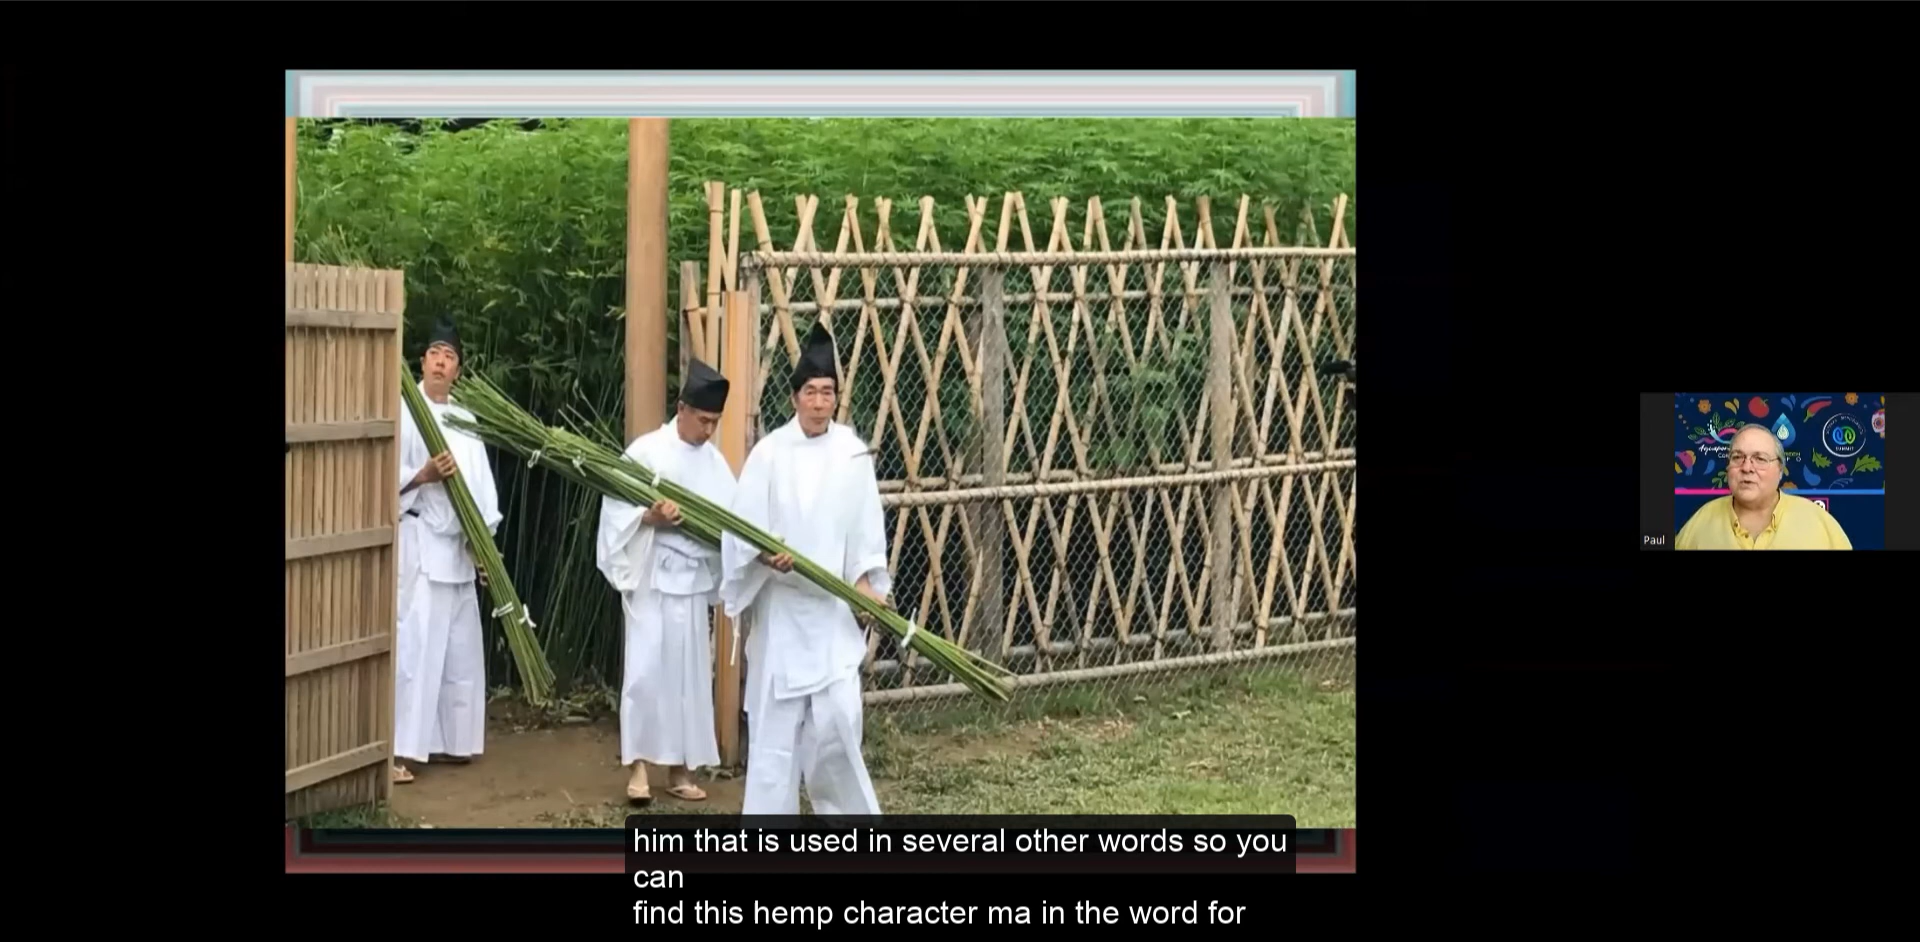 Paul
him that is used in several other words so you
can
find this hemp character ma in the word for